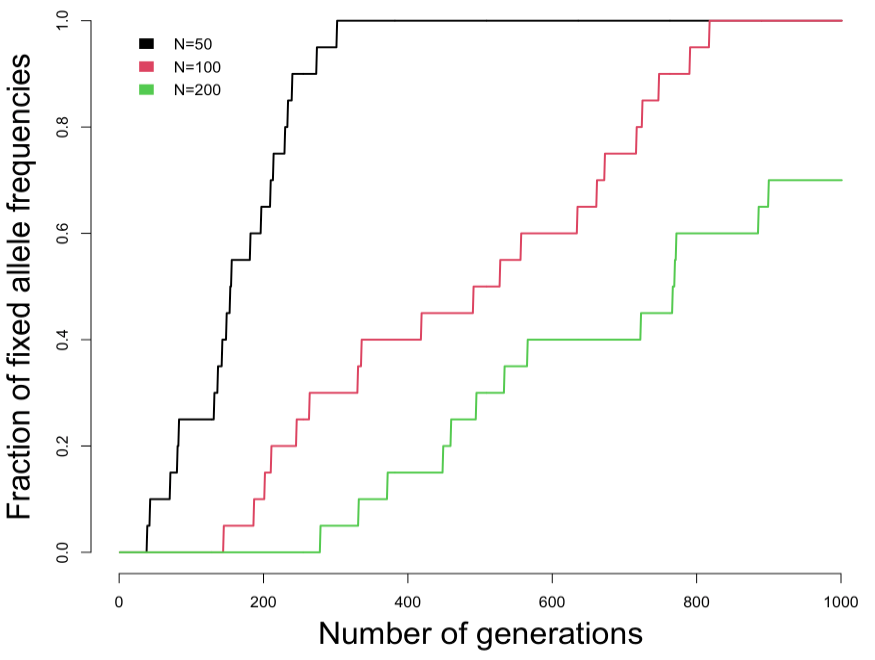 Fraction of fixed allele frequencies
1.0
0.8
0.6
0.4
0.2
0.0
N=50
N=100
N=200
0 200 400 600 800 1000
Number of generations